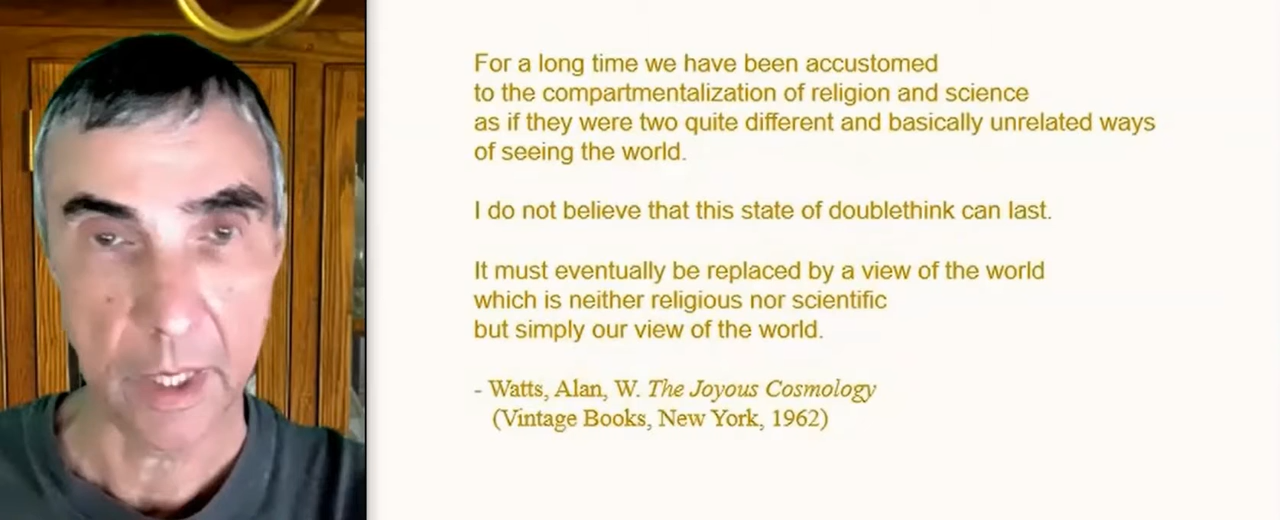 For a long time we have been accustomed
to the compartmentalization of religion and science
as if they were two quite different and basically unrelated ways
of seeing the world.
I do not believe that this state of doublethink can last.
It must eventually be replaced by a view of the world
which is neither religious nor scientific
but simply our view of the world.
- Watts, Alan, W. The Joyous Cosmology
(Vintage Books, New York, 1962)